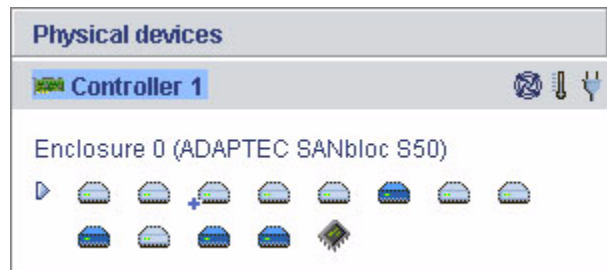 Physical devices
Controller 1
Enclosure 0 (ADAPTEC SANbloc S50)